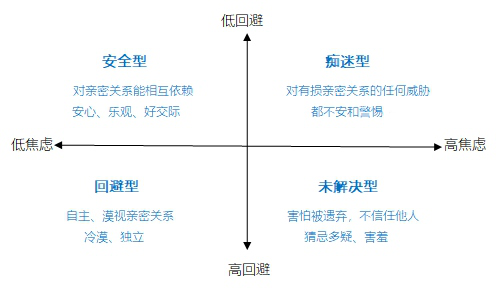 低回避
安全型
痴迷型
对亲密关系能相互依赖
安心、乐观、好交际
对有损亲密关系的任何威胁
都不安和警惕
低焦虑
高焦虑
回避型
未解决型
自主、漠视亲密关系
冷漠、独立
害怕被遗弃，不信任他人
猜忌多疑、害羞
高回避